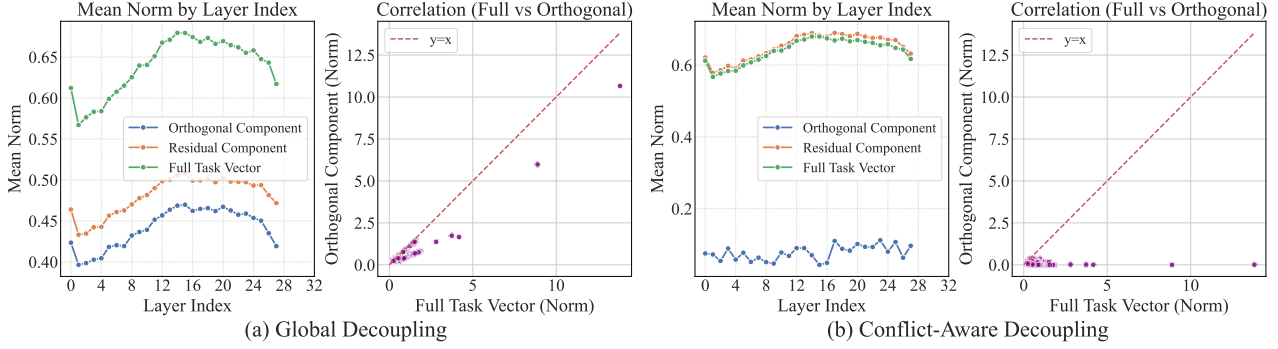 Mean Norm by Layer Index
Mean Norm
0.65
0.60
0.55
0.50
0.45
0.40
Orthogonal Component
Residual Component
Full Task Vector
0 4 8 12 16 20 24 28 32
Layer Index
Correlation (Full vs Orthogonal)
Orthogonal Component (Norm)
12.5
10.0
7.5
5.0
2.5
0.0
y=x
0 5 10
Full Task Vector (Norm)
(a) Global Decoupling
Mean Norm by Layer Index
Mean Norm
0.6
0.4
0.2
Orthogonal Component
Residual Component
Full Task Vector
0 4 8 12 16 20 24 28 32
Layer Index
Correlation (Full vs Orthogonal)
Orthogonal Component (Norm)
12.5
10.0
7.5
5.0
2.5
0.0
y=x
0 5 10
Full Task Vector (Norm)
(b) Conflict-Aware Decoupling